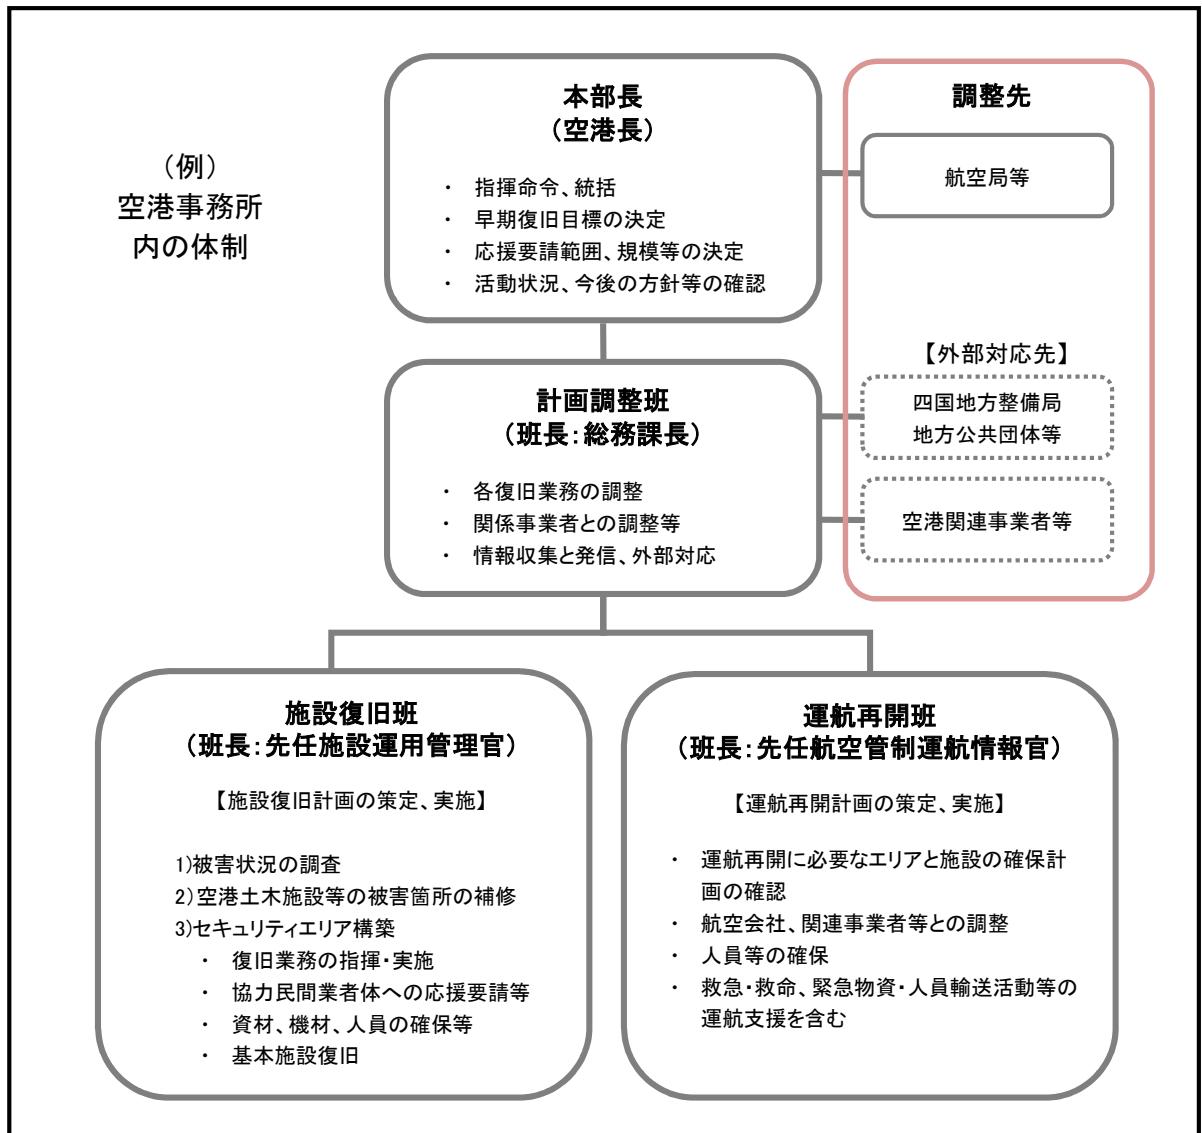 （例）
空港事務所
内の体制
本部長
（空港長）
・ 指揮命令、統括
・ 早期復旧目標の決定
・ 応援要請範囲、規模等の決定
・ 活動状況、今後の方針等の確認
調整先
航空局等
【外部対応先】
四国地方整備局
地方公共団体等
空港関連事業者等
計画調整班
（班長：総務課長）
・ 各復旧業務の調整
・ 関係事業者との調整等
・ 情報収集と発信、外部対応
施設復旧班
（班長：先任施設運用管理官）
【施設復旧計画の策定、実施】
1)被害状況の調査
2)空港土木施設等の被害箇所の補修
3)セキュリティエリア構築
・ 復旧業務の指揮・実施
・ 協力民間業者体への応援要請等
・ 資材、機材、人員の確保等
・ 基本施設復旧
運航再開班
（班長：先任航空管制運航情報官）
【運航再開計画の策定、実施】
・ 運航再開に必要なエリアと施設の確保計
画の確認
・ 航空会社、関連事業者等との調整
・ 人員等の確保
・ 救急・救命、緊急物資・人員輸送活動等の
運航支援を含む